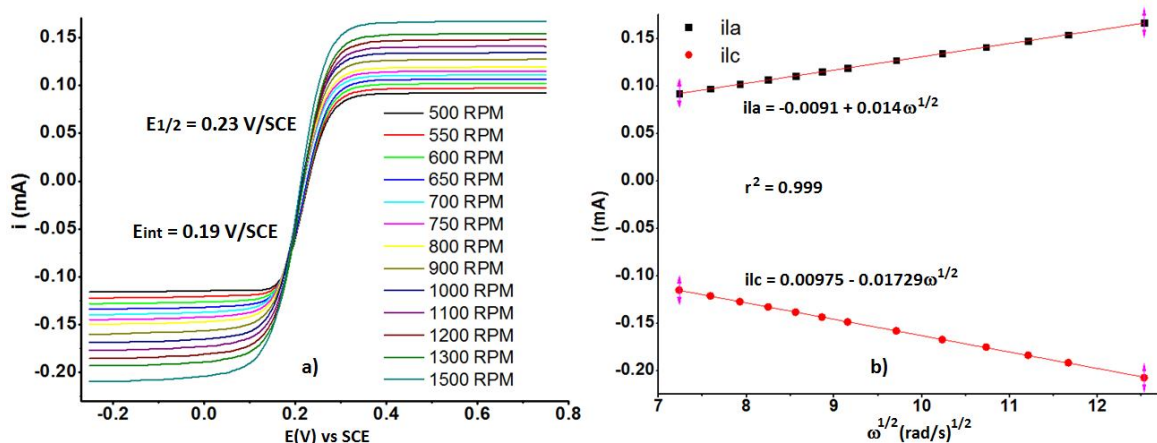 i (mA)
0.15
0.10
0.05
0.00
-0.05
-0.10
-0.15
-0.20
E1/2 = 0.23 V/SCE
Eint = 0.19 V/SCE
500 RPM
550 RPM
600 RPM
650 RPM
700 RPM
750 RPM
800 RPM
900 RPM
1000 RPM
1100 RPM
1200 RPM
1300 RPM
1500 RPM
a)
-0.2 0.0 0.2 0.4 0.6 0.8
E(V) vs SCE
i (mA)
0.15
0.10
0.05
0.00
-0.05
-0.10
-0.15
-0.20
ila
ilc
ila = -0.0091 + 0.014ω^1/2
r² = 0.999
ilc = 0.00975 - 0.01729ω^1/2
b)
7 8 9 10 11 12
ω^1/2(rad/s)^1/2